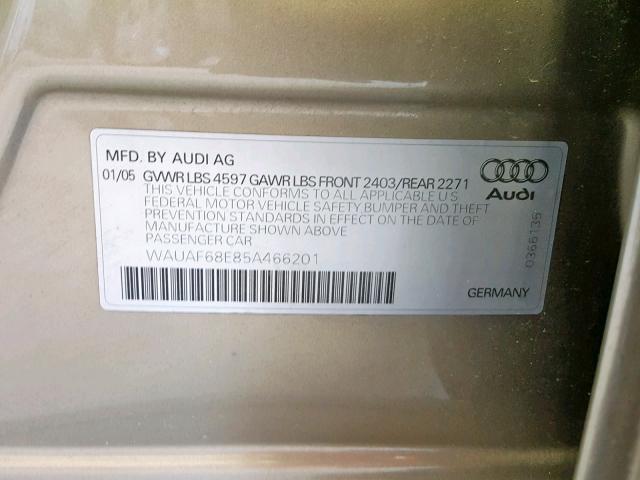 MFD. BY AUDI AG
01/05 GVWR LBS 4597 GAWR LBS FRONT 2403/REAR 2271
THIS VEHICLE CONFORMS TO ALL APPLICABLE U S
FEDERAL MOTOR VEHICLE SAFETY BUMPER AND THEFT
PREVENTION STANDARDS IN EFFECT ON THE DATE OF
MANUFACTURE SHOWN ABOVE
PASSENGER CAR
WAUAF68E85A466201
Audi
0366135
GERMANY